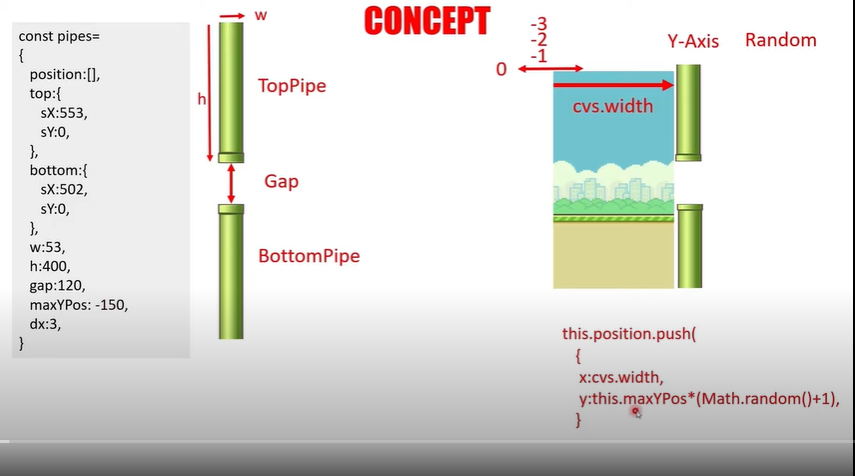 CONCEPT
const pipes=
{
position:[],
top:{
sX:553,
sY:0,
},
bottom:{
sX:502,
sY:0,
},
w:53,
h:400,
gap:120,
maxYPos: -150,
dx:3,
}
w
h
TopPipe
Gap
BottomPipe
-3
-2
-1
0
Y-Axis Random
cvs.width
this.position.push(
{
x:cvs.width,
y:this.maxYPos*(Math.random()+1),
}